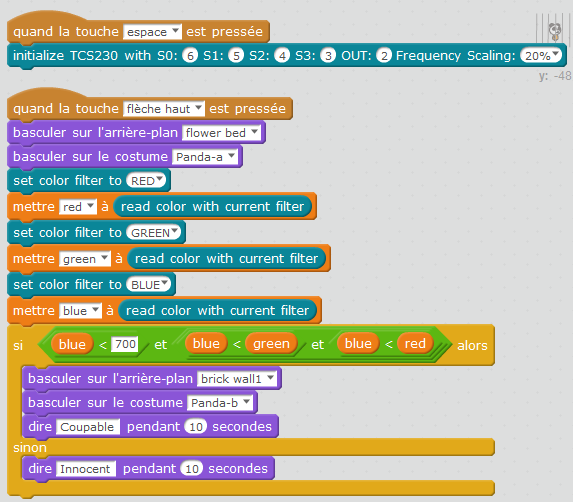 quand la touche espace est pressée
initialize TCS230 with S0: 6 S1: 5 S2: 4 S3: 3 OUT: 2 Frequency Scaling: 20%
y: -48
quand la touche flèche haut est pressée
basculer sur l'arrière-plan flower bed
basculer sur le costume Panda-a
set color filter to RED
mettre red à read color with current filter
set color filter to GREEN
mettre green à read color with current filter
set color filter to BLUE
mettre blue à read color with current filter
si blue < 700 et blue < green et blue < red alors
basculer sur l'arrière-plan brick wall1
basculer sur le costume Panda-b
dire Coupable pendant 10 secondes
sinon
dire Innocent pendant 10 secondes